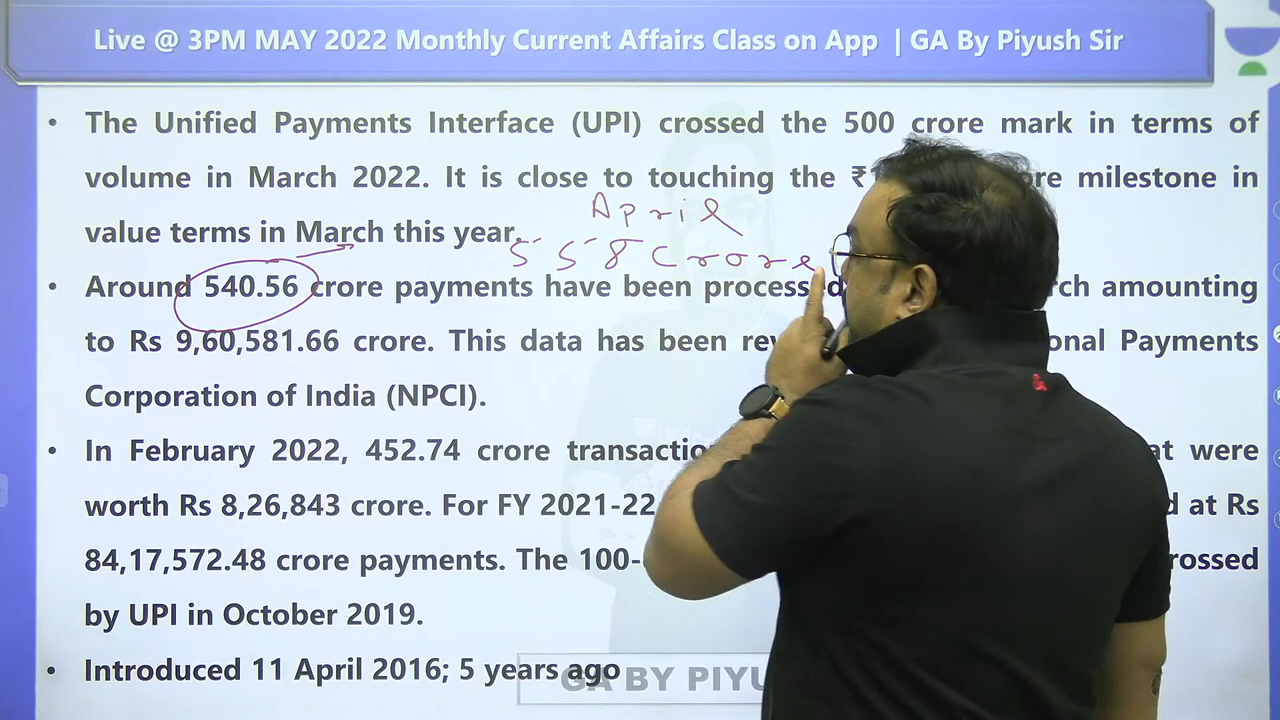 Live @ 3PM MAY 2022 Monthly Current Affairs Class on App | GA By Piyush Sir
• The Unified Payments Interface (UPI) crossed the 500 crore mark in terms of
volume in March 2022. It is close to touching the ₹ milestone in
value terms in March this year.
April
558 Crore
• Around 540.56 crore payments have been processed amounting
to Rs 9,60,581.66 crore. This data has been Payments
Corporation of India (NPCI).
• In February 2022, 452.74 crore were
worth Rs 8,26,843 crore. For FY 2021-22 at Rs
84,17,572.48 crore payments. The 100-
by UPI in October 2019.
• Introduced 11 April 2016; 5 years ago
GA BY